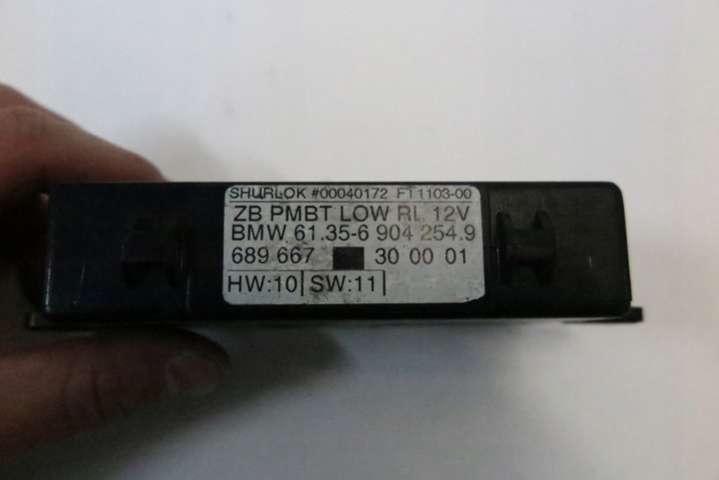 SHURLOK #00040172 FT1103-00
ZB PMBT LOW RL 12V
BMW 61.35-6 904 254.9
689 667 30 00 01
HW:10 SW:11